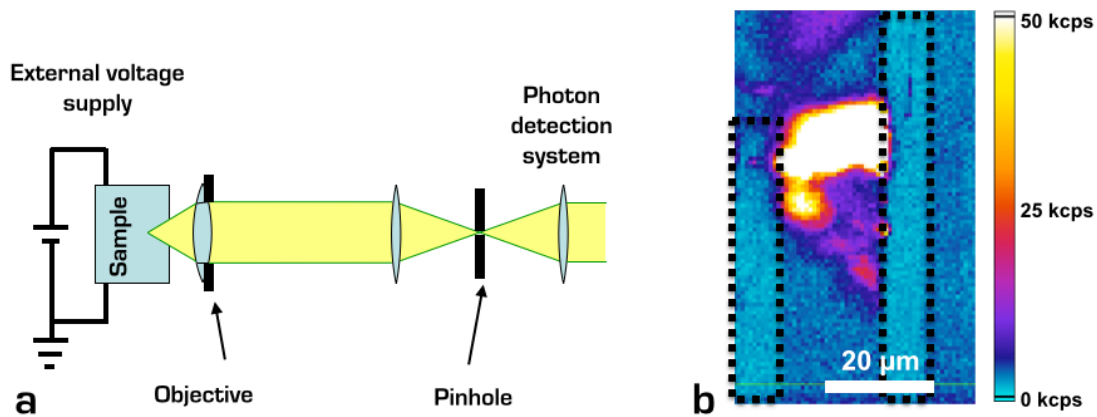 External voltage
supply
Sample
Objective
Pinhole
Photon
detection
system
a
20 µm
50 kcps
25 kcps
0 kcps
b